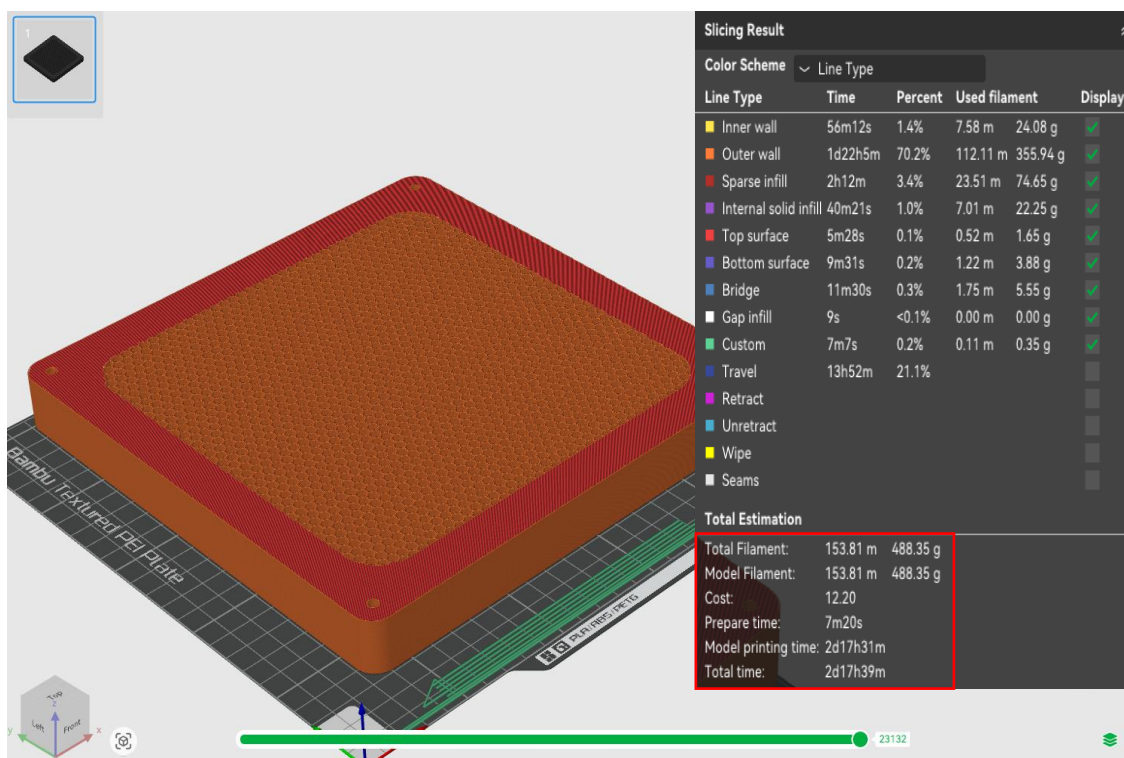 1
Slicing Result
Color Scheme Line Type
Line Type Time Percent Used filament Display
Inner wall 56m12s 1.4% 7.58 m 24.08 g
Outer wall 1d22h5m 70.2% 112.11 m 355.94 g
Sparse infill 2h12m 3.4% 23.51 m 74.65 g
Internal solid infill 40m21s 1.0% 7.01 m 22.25 g
Top surface 5m28s 0.1% 0.52 m 1.65 g
Bottom surface 9m31s 0.2% 1.22 m 3.88 g
Bridge 11m30s 0.3% 1.75 m 5.55 g
Gap infill 9s <0.1% 0.00 m 0.00 g
Custom 7m7s 0.2% 0.11 m 0.35 g
Travel 13h52m 21.1%
Retract
Unretract
Wipe
Seams
Total Estimation
Total Filament: 153.81 m 488.35 g
Model Filament: 153.81 m 488.35 g
Cost: 12.20
Prepare time: 7m20s
Model printing time: 2d17h31m
Total time: 2d17h39m
Bambu Textured PEI Plate
PLA/ABS/PETG
Top
Left
Front
z
y
x
23132